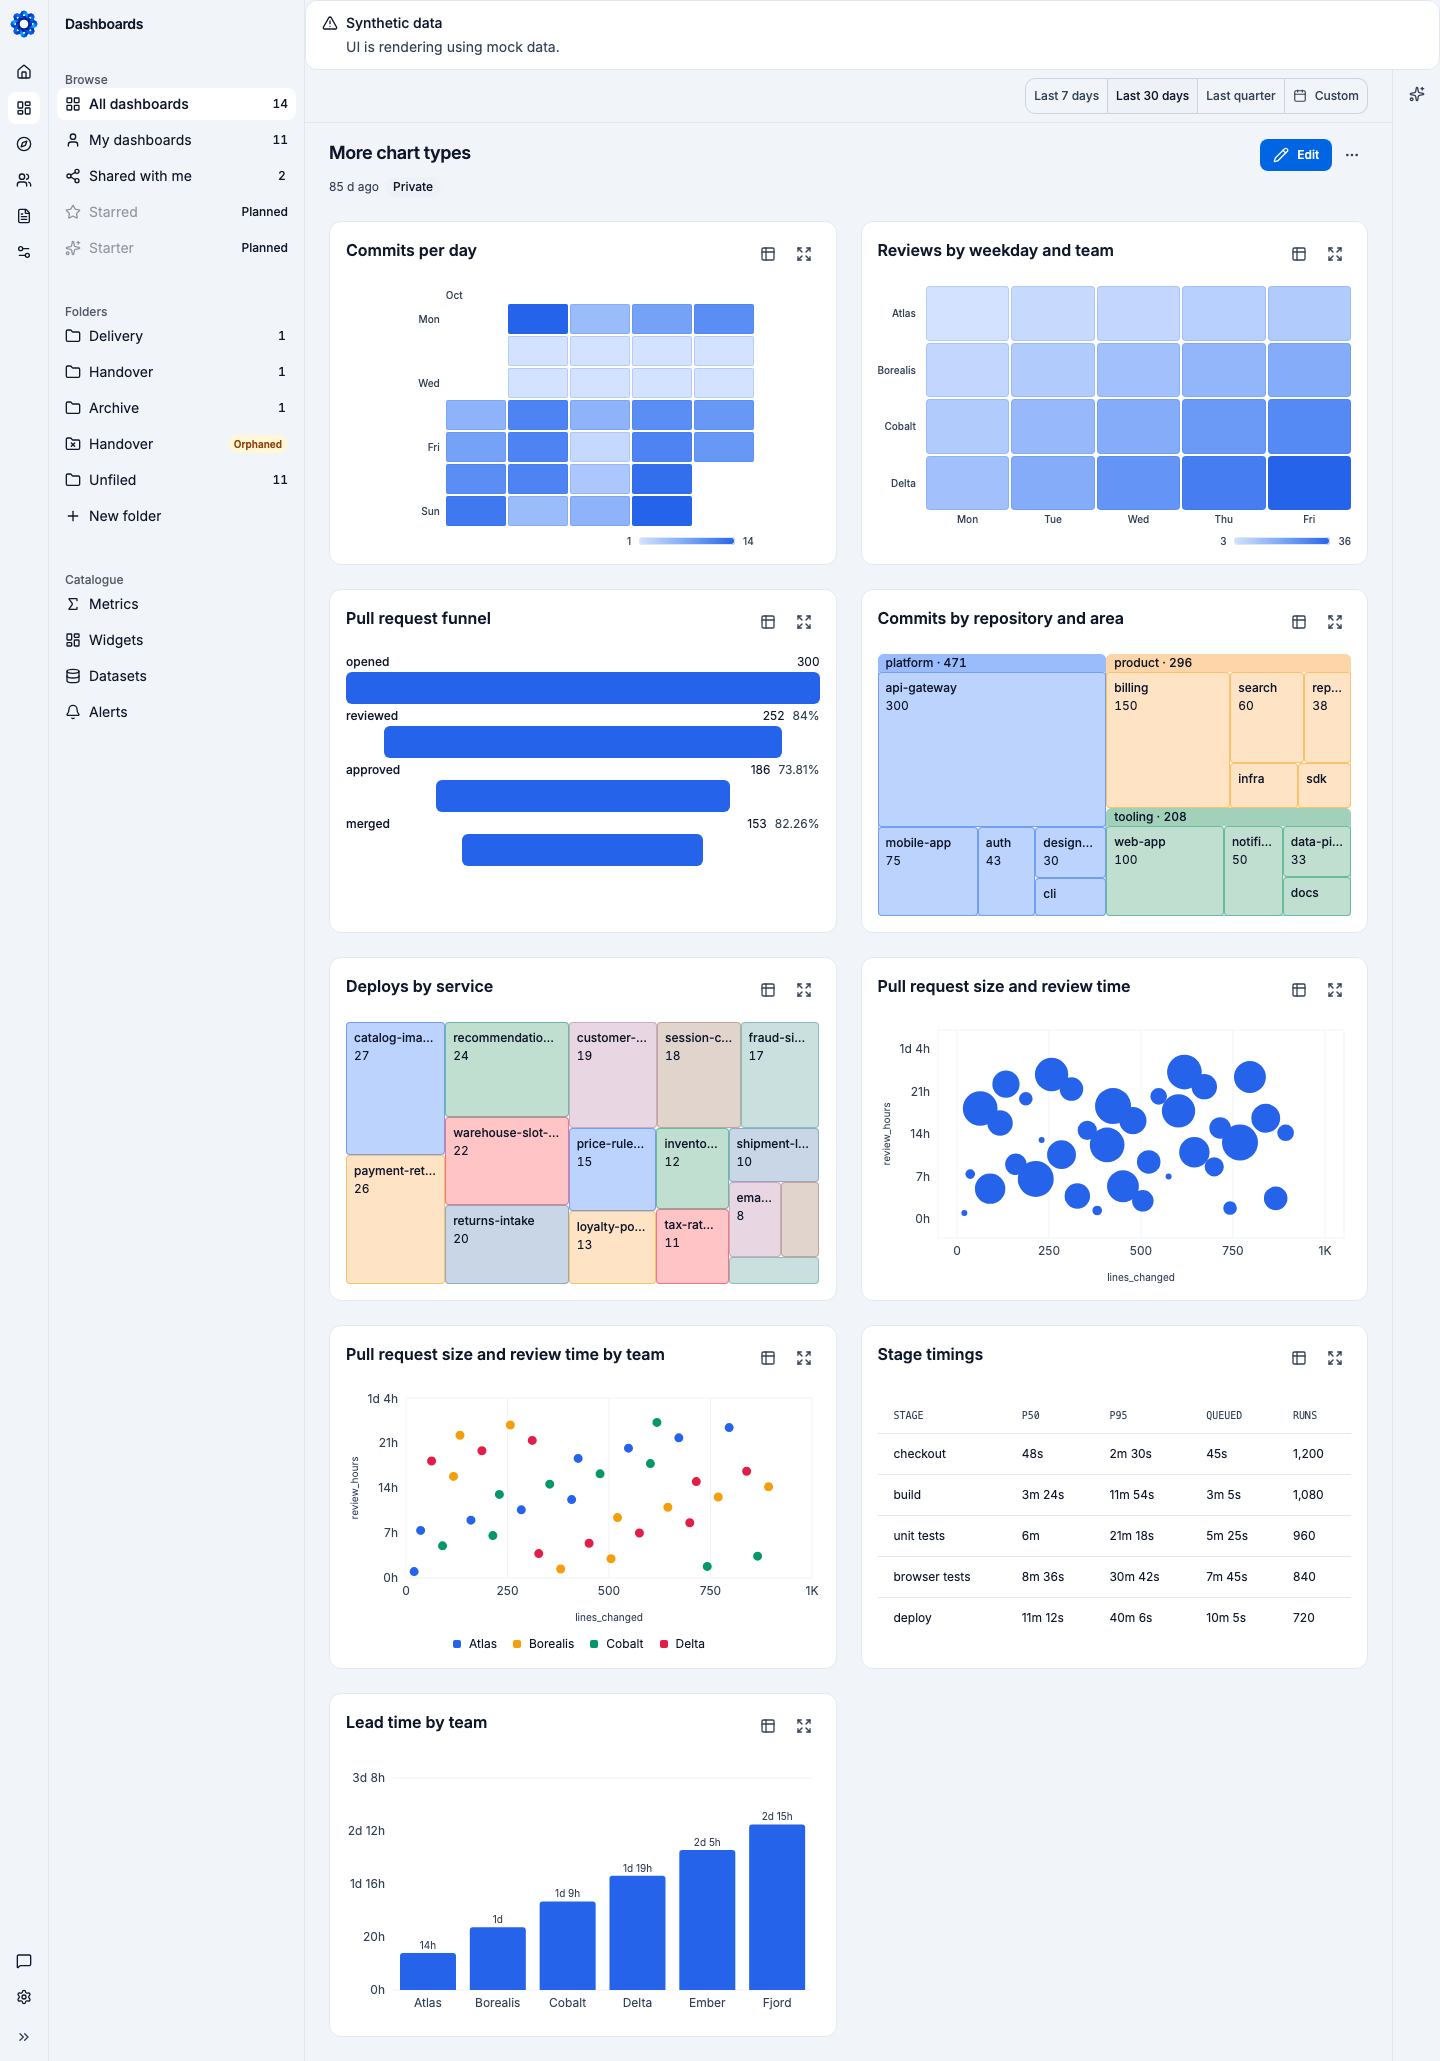 Dashboards
Browse
All dashboards 14
My dashboards 11
Shared with me 2
Starred Planned
Starter Planned
Folders
Delivery 1
Handover 1
Archive 1
Handover Orphaned
Unfiled 11
New folder
Catalogue
Metrics
Widgets
Datasets
Alerts
Synthetic data
UI is rendering using mock data.
Last 7 days Last 30 days Last quarter Custom
More chart types
Edit
85 d ago Private
Commits per day
Oct
Mon
Wed
Fri
Sun
1 14
Reviews by weekday and team
Atlas
Borealis
Cobalt
Delta
Mon Tue Wed Thu Fri
3 36
Pull request funnel
opened 300
reviewed 252 84%
approved 186 73.81%
merged 153 82.26%
Commits by repository and area
platform · 471
api-gateway
300
mobile-app
75
auth
43
design...
30
cli
product · 296
billing
150
search
60
rep...
38
infra
sdk
tooling · 208
web-app
100
notifi...
50
data-pi...
33
docs
Deploys by service
catalog-ima...
27
payment-ret...
26
recommendatio...
24
warehouse-slot-...
22
returns-intake
20
customer-...
19
session-c...
18
fraud-si...
17
price-rule...
15
loyalty-po...
13
invento...
12
tax-rat...
11
shipment-l...
10
ema...
8
Pull request size and review time
review_hours
1d 4h
21h
14h
7h
0h
0 250 500 750 1K
lines_changed
Pull request size and review time by team
review_hours
1d 4h
21h
14h
7h
0h
0 250 500 750 1K
lines_changed
Atlas Borealis Cobalt Delta
Stage timings
STAGE P50 P95 QUEUED RUNS
checkout 48s 2m 30s 45s 1,200
build 3m 24s 11m 54s 3m 5s 1,080
unit tests 6m 21m 18s 5m 25s 960
browser tests 8m 36s 30m 42s 7m 45s 840
deploy 11m 12s 40m 6s 10m 5s 720
Lead time by team
3d 8h
2d 12h
1d 16h
20h
0h
14h
1d
1d 9h
1d 19h
2d 5h
2d 15h
Atlas Borealis Cobalt Delta Ember Fjord